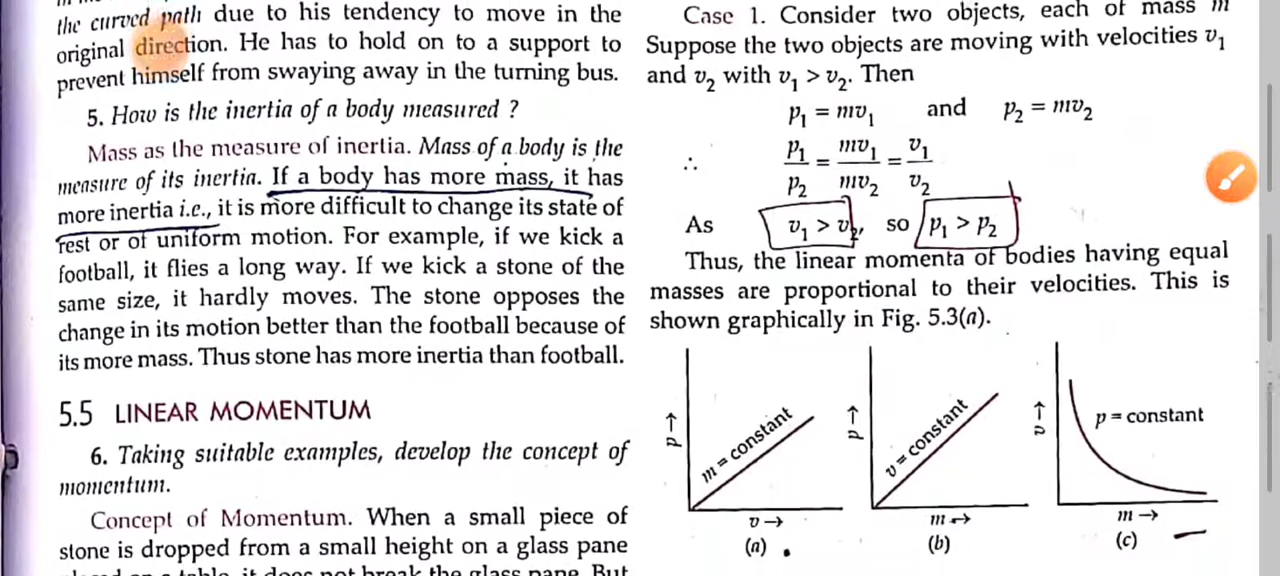 the curved path due to his tendency to move in the
original direction. He has to hold on to a support to
prevent himself from swaying away in the turning bus.
5. How is the inertia of a body measured ?
Mass as the measure of inertia. Mass of a body is the
measure of its inertia. If a body has more mass, it has
more inertia i.e., it is more difficult to change its state of
rest or of uniform motion. For example, if we kick a
football, it flies a long way. If we kick a stone of the
same size, it hardly moves. The stone opposes the
change in its motion better than the football because of
its more mass. Thus stone has more inertia than football.
5.5 LINEAR MOMENTUM
6. Taking suitable examples, develop the concept of
momentum.
Concept of Momentum. When a small piece of
stone is dropped from a small height on a glass pane
it does not break the glass pane. But
Case 1. Consider two objects, each of mass m
Suppose the two objects are moving with velocities v₁
and v₂ with v₁ > v₂. Then
p₁ = mv₁ and p₂ = mv₂
∴ p₁/p₂ = mv₁/mv₂ = v₁/v₂
As v₁ > v₂, so p₁ > p₂
Thus, the linear momenta of bodies having equal
masses are proportional to their velocities. This is
shown graphically in Fig. 5.3(a).
p→ m = constant v→ (a)
p→ v = constant m→ (b)
v→ p = constant m→ (c)